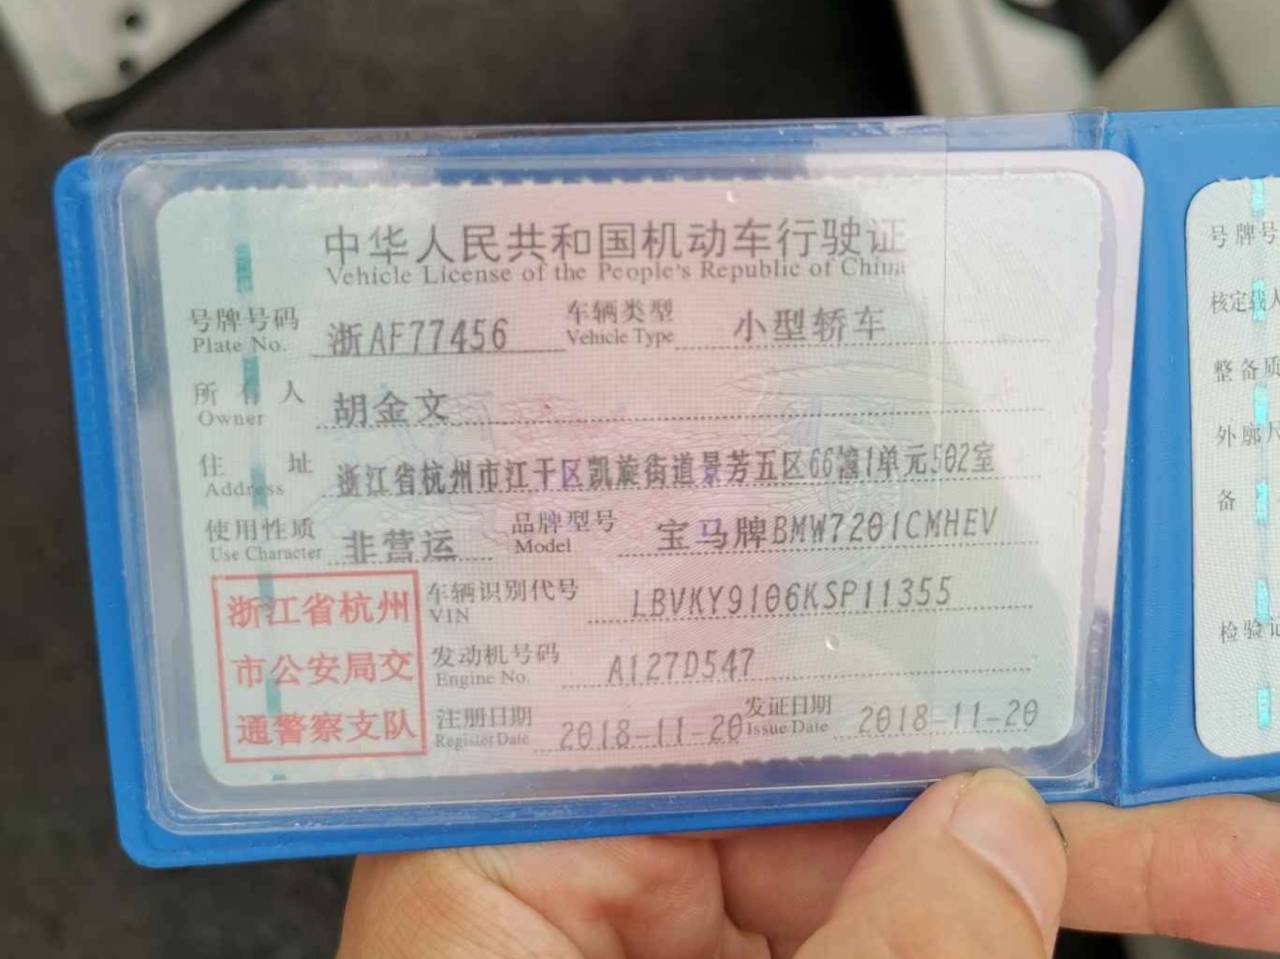 中华人民共和国机动车行驶证
Vehicle License of the People's Republic of China
号牌号码 浙AF77456 车辆类型 小型轿车
Plate No. Vehicle Type
所有人 胡金文
Owner
住址 浙江省杭州市江干区凯旋街道景芳五区66幢1单元502室
Address
使用性质 非营运 品牌型号 宝马牌BMW7201CMHEV
Use Character Model
车辆识别代号 LBVKY9106KSP11355
VIN
发动机号码 A127D547
Engine No.
注册日期 2018-11-20 发证日期 2018-11-20
Register Date Issue Date
浙江省杭州
市公安局交
通警察支队
号牌号
核定载人
整备质
外廓尺
备
检验记